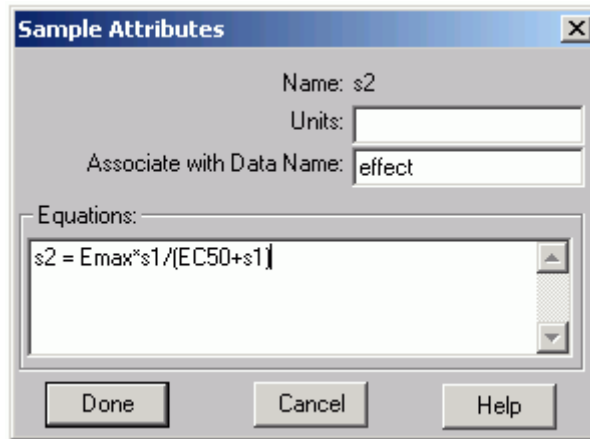 Sample Attributes
Name: s2
Units:
Associate with Data Name: effect
Equations:
s2 = Emax*s1/(EC50+s1)
Done Cancel Help